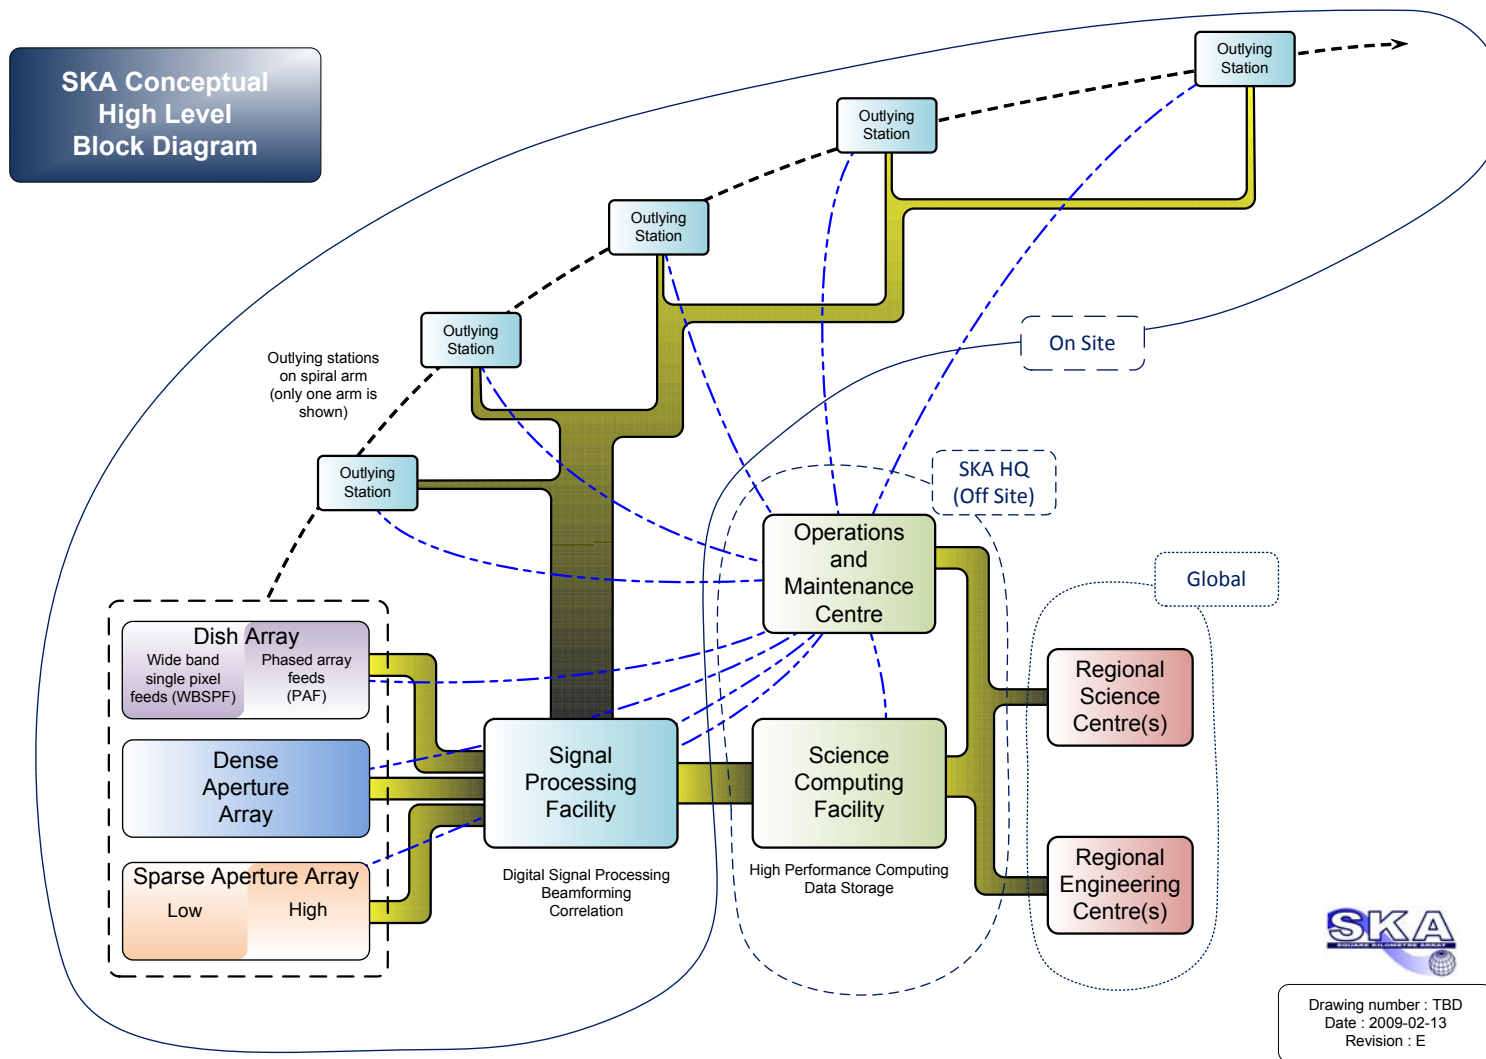 SKA Conceptual
High Level
Block Diagram
Outlying
Station
Outlying
Station
Outlying
Station
Outlying
Station
Outlying stations
on spiral arm
(only one arm is
shown)
Outlying
Station
On Site
SKA HQ
(Off Site)
Global
Operations
and
Maintenance
Centre
Dish Array
Wide band
single pixel
feeds (WBSPF)
Phased array
feeds
(PAF)
Dense
Aperture
Array
Sparse Aperture Array
Low
High
Signal
Processing
Facility
Digital Signal Processing
Beamforming
Correlation
Science
Computing
Facility
High Performance Computing
Data Storage
Regional
Science
Centre(s)
Regional
Engineering
Centre(s)
SKA
SQUARE KILOMETRE ARRAY
Drawing number : TBD
Date : 2009-02-13
Revision : E